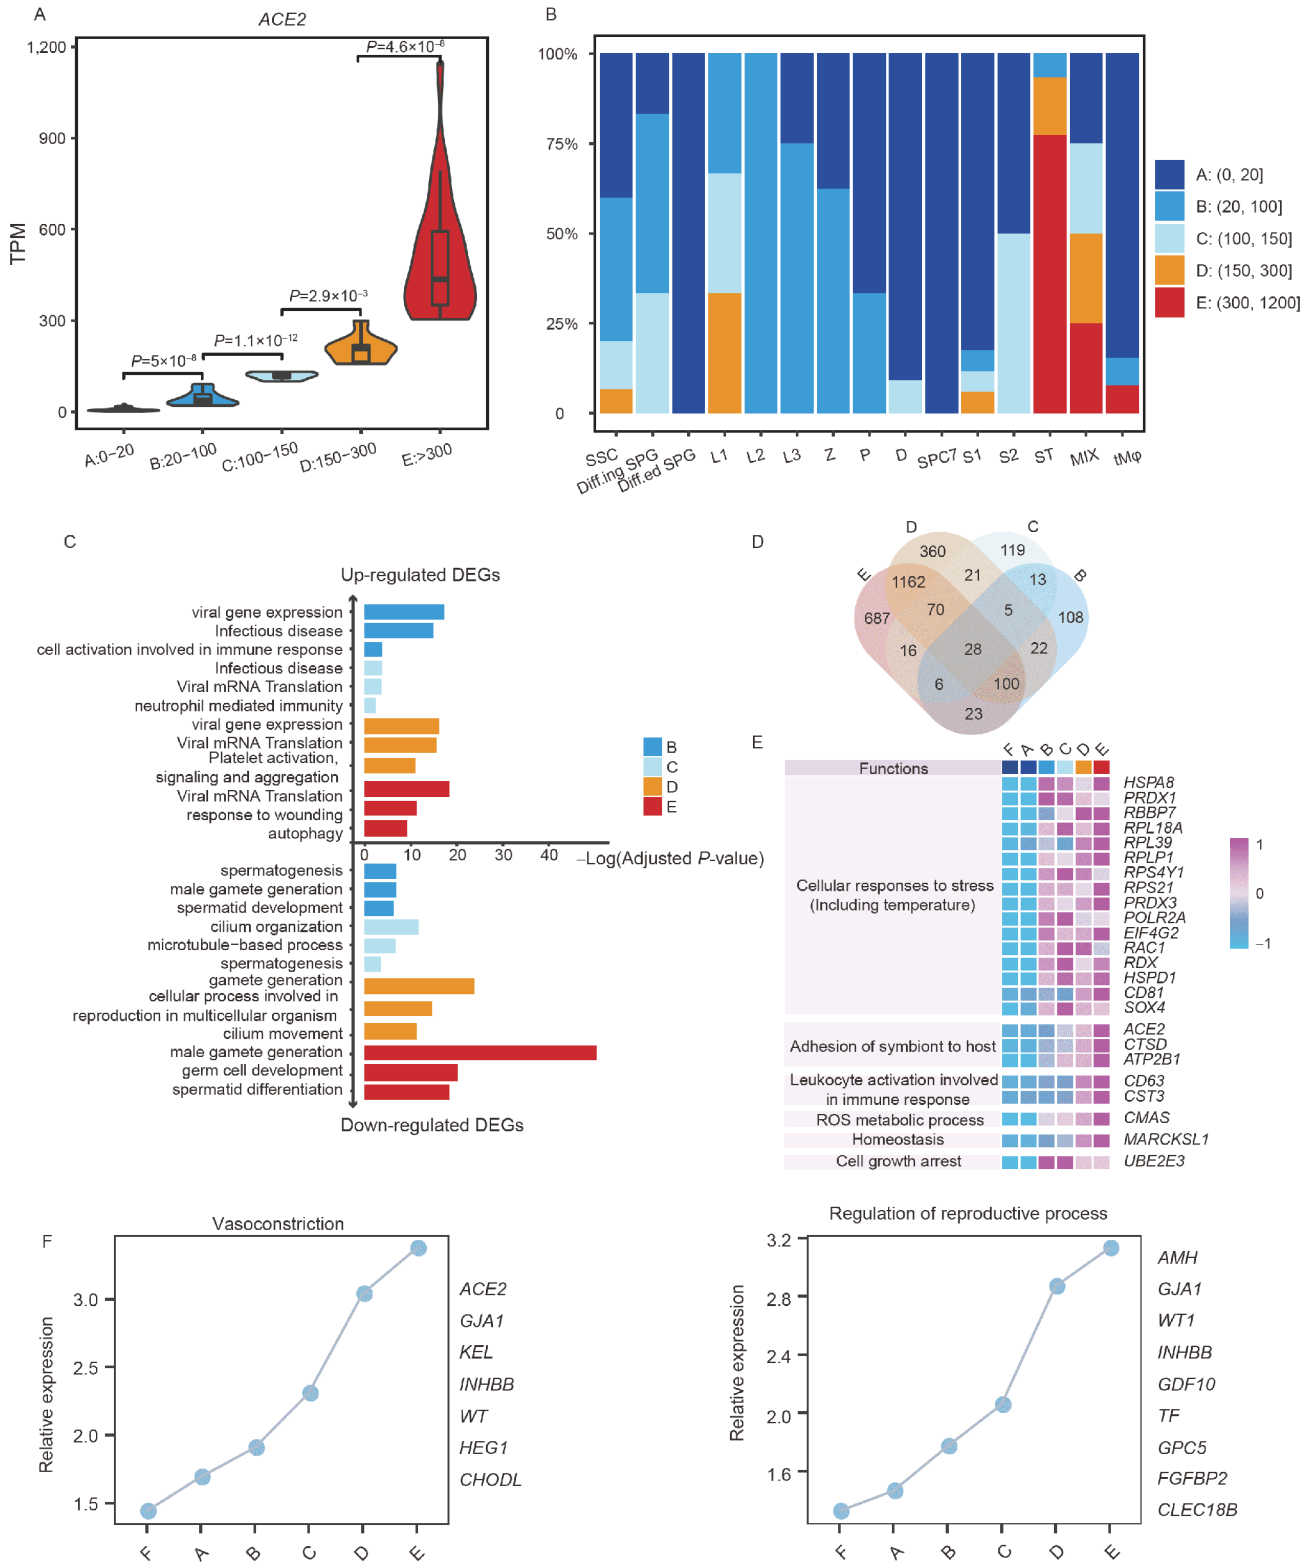 A
ACE2
TPM
1,200
900
600
300
0
P=5×10⁻⁸
P=1.1×10⁻¹²
P=2.9×10⁻³
P=4.6×10⁻⁸
A:0−20
B:20−100
C:100−150
D:150−300
E:>300
B
100%
75%
50%
25%
0
SSC
Diff.ing SPG
Diff.ed SPG
L1
L2
L3
Z
P
D
SPC7
S1
S2
ST
MIX
tMφ
A: (0, 20]
B: (20, 100]
C: (100, 150]
D: (150, 300]
E: (300, 1200]
C
Up-regulated DEGs
viral gene expression
Infectious disease
cell activation involved in immune response
Infectious disease
Viral mRNA Translation
neutrophil mediated immunity
viral gene expression
Viral mRNA Translation
Platelet activation,
signaling and aggregation
Viral mRNA Translation
response to wounding
autophagy
0 10 20 30 40
−Log(Adjusted P-value)
spermatogenesis
male gamete generation
spermatid development
cilium organization
microtubule−based process
spermatogenesis
gamete generation
cellular process involved in
reproduction in multicellular organism
cilium movement
male gamete generation
germ cell development
spermatid differentiation
Down-regulated DEGs
B
C
D
E
D
D C
E B
360 119
1162 21 13
687 70 5 108
16 28 22
6 100
23
E
F A B C D E
Functions
Cellular responses to stress
(Including temperature)
Adhesion of symbiont to host
Leukocyte activation involved
in immune response
ROS metabolic process
Homeostasis
Cell growth arrest
HSPA8
PRDX1
RBBP7
RPL18A
RPL39
RPLP1
RPS4Y1
RPS21
PRDX3
POLR2A
EIF4G2
RAC1
RDX
HSPD1
CD81
SOX4
ACE2
CTSD
ATP2B1
CD63
CST3
CMAS
MARCKSL1
UBE2E3
1
0
−1
F
Vasoconstriction
Relative expression
3.0
2.5
2.0
1.5
F A B C D E
ACE2
GJA1
KEL
INHBB
WT
HEG1
CHODL
Regulation of reproductive process
Relative expression
3.2
2.8
2.4
2.0
1.6
F A B C D E
AMH
GJA1
WT1
INHBB
GDF10
TF
GPC5
FGFBP2
CLEC18B